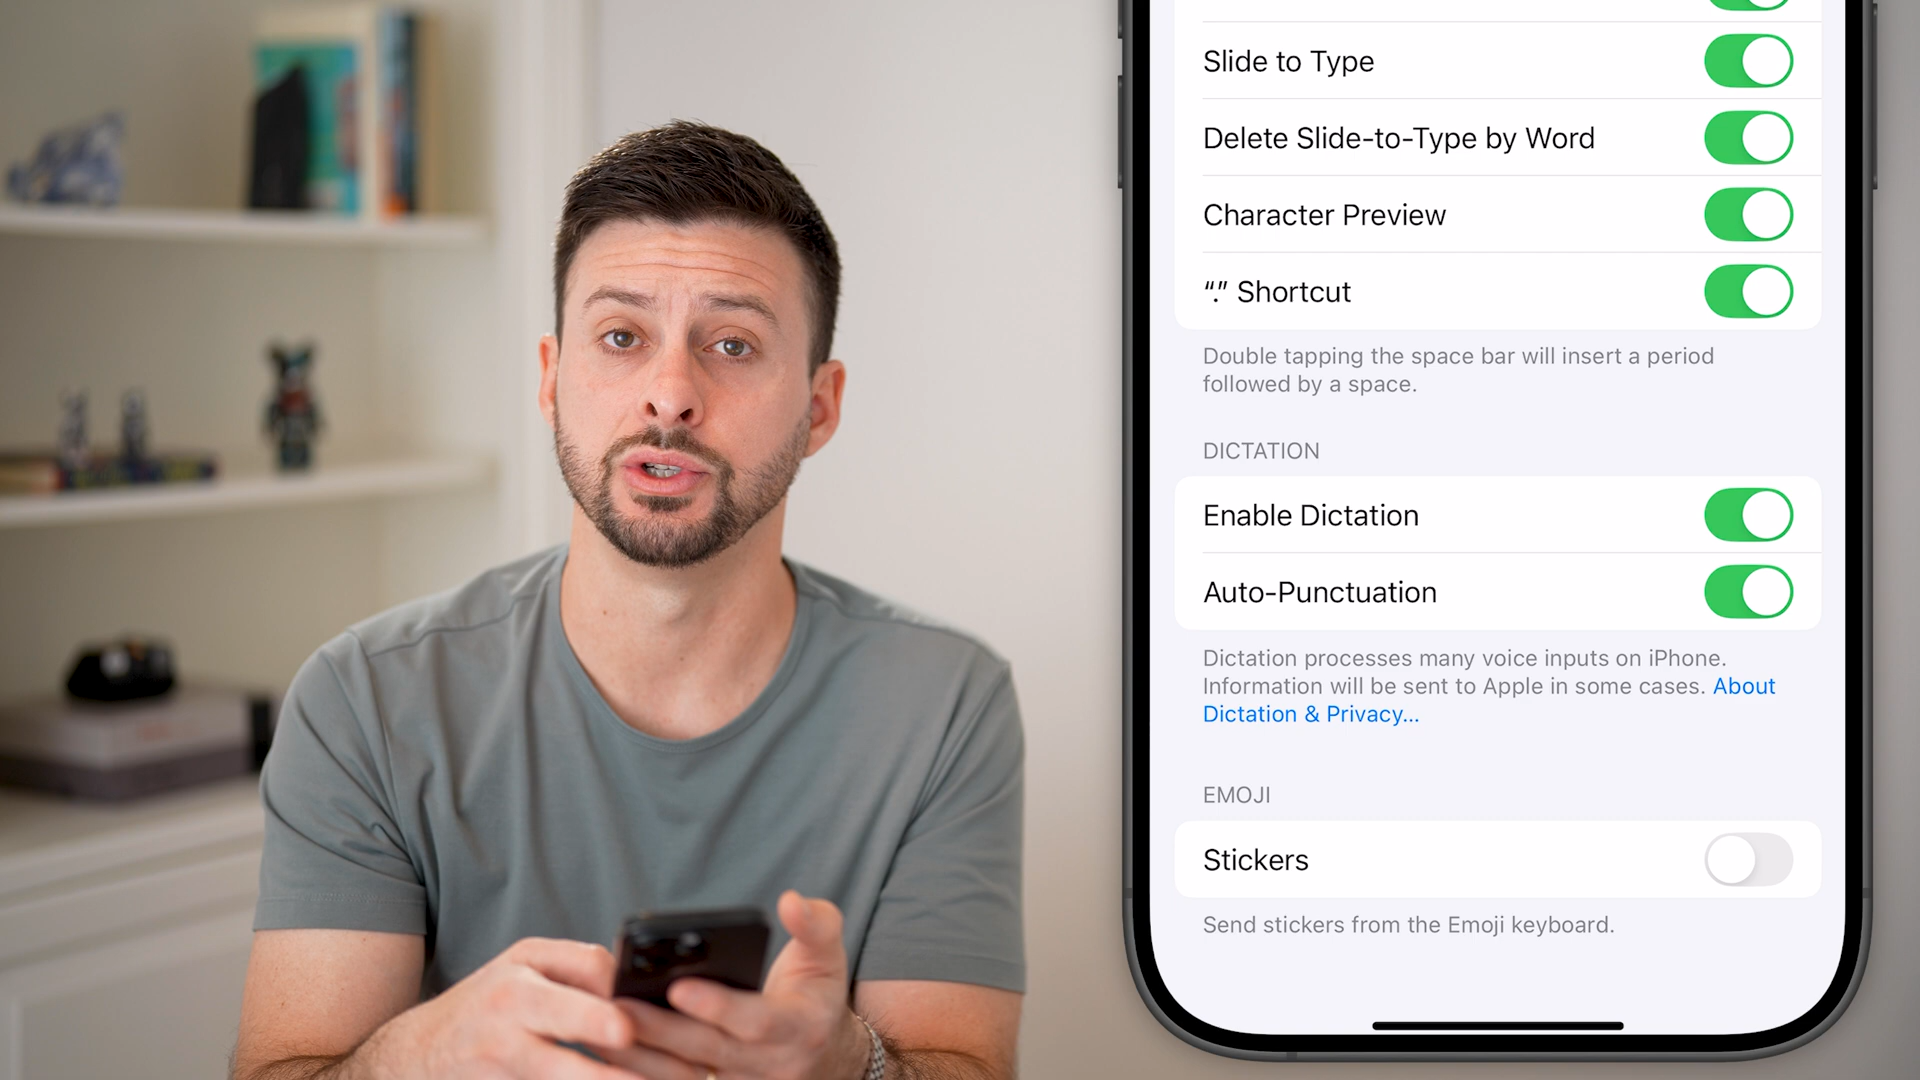 Slide to Type
Delete Slide-to-Type by Word
Character Preview
“.” Shortcut
Double tapping the space bar will insert a period
followed by a space.
DICTATION
Enable Dictation
Auto-Punctuation
Dictation processes many voice inputs on iPhone.
Information will be sent to Apple in some cases. About
Dictation & Privacy...
EMOJI
Stickers
Send stickers from the Emoji keyboard.